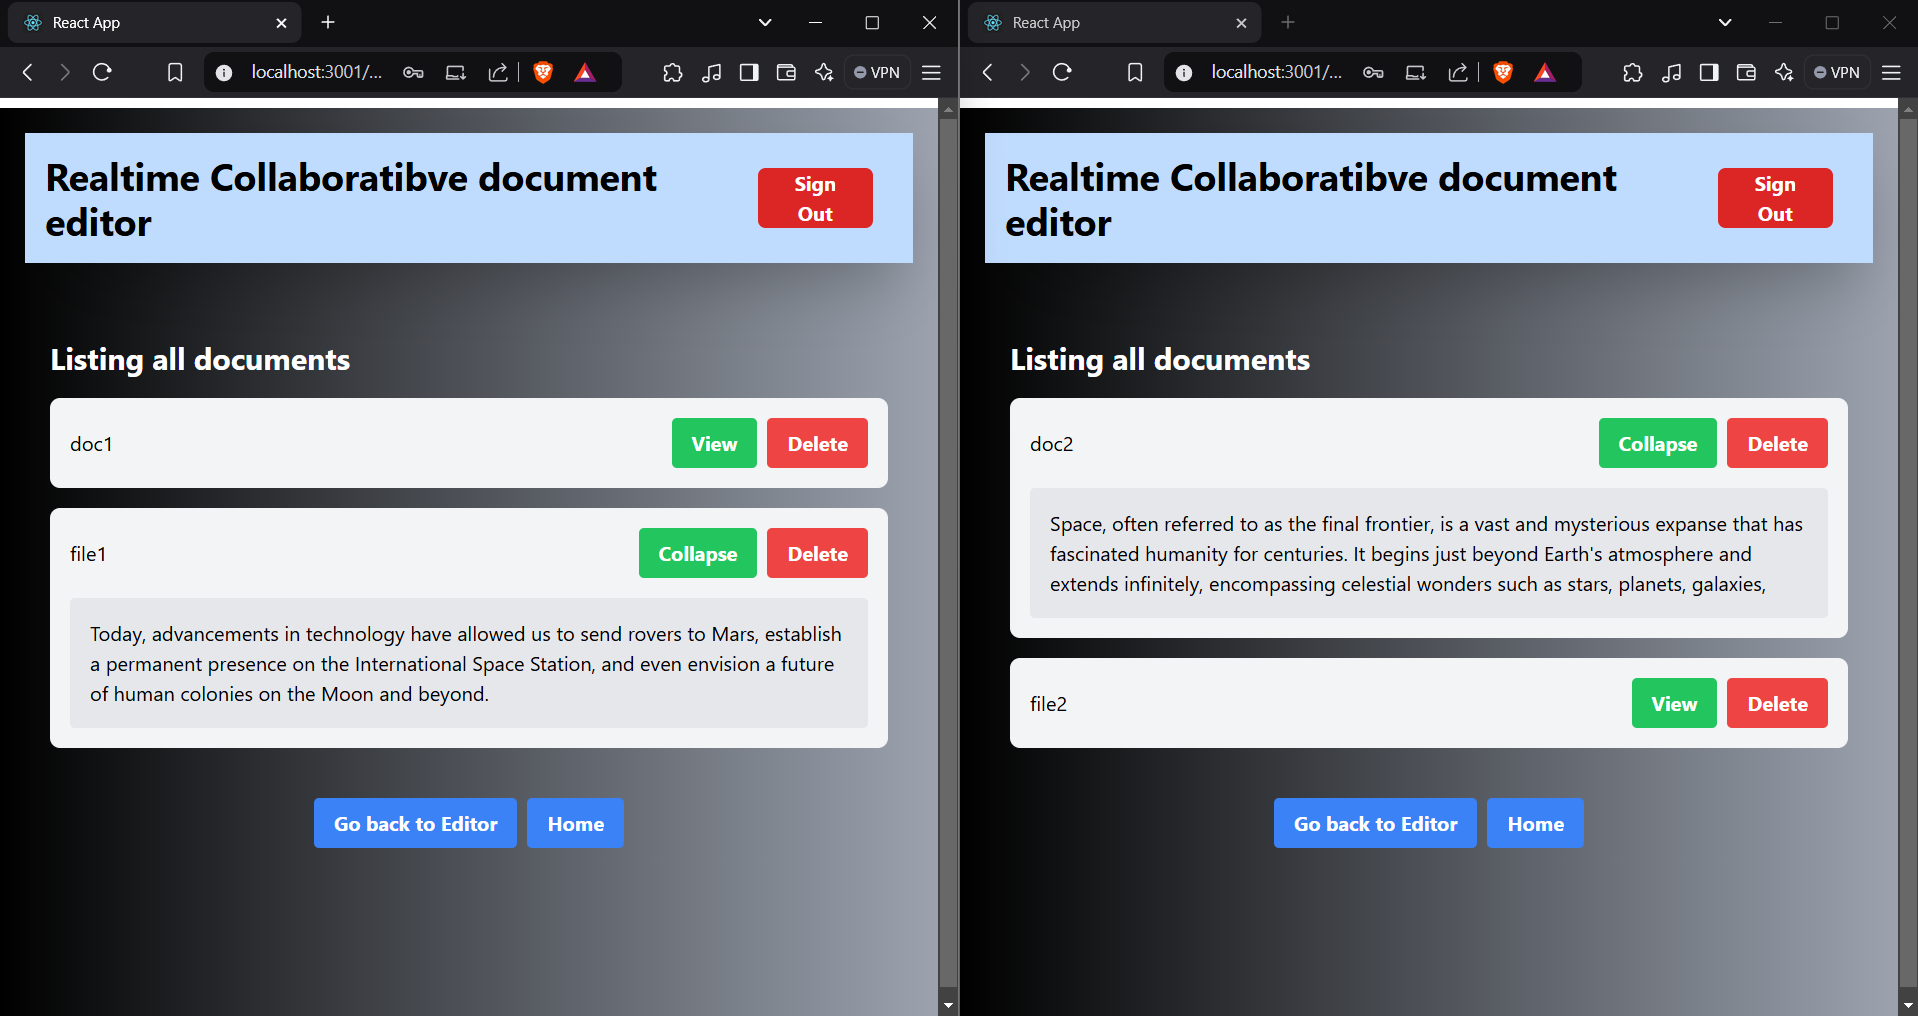 React App
localhost:3001/...
VPN
Realtime Collaboratibve document
editor
Sign
Out
Listing all documents
doc1
View
Delete
file1
Collapse
Delete
Today, advancements in technology have allowed us to send rovers to Mars, establish
a permanent presence on the International Space Station, and even envision a future
of human colonies on the Moon and beyond.
Go back to Editor
Home
React App
localhost:3001/...
VPN
Realtime Collaboratibve document
editor
Sign
Out
Listing all documents
doc2
Collapse
Delete
Space, often referred to as the final frontier, is a vast and mysterious expanse that has
fascinated humanity for centuries. It begins just beyond Earth's atmosphere and
extends infinitely, encompassing celestial wonders such as stars, planets, galaxies,
file2
View
Delete
Go back to Editor
Home